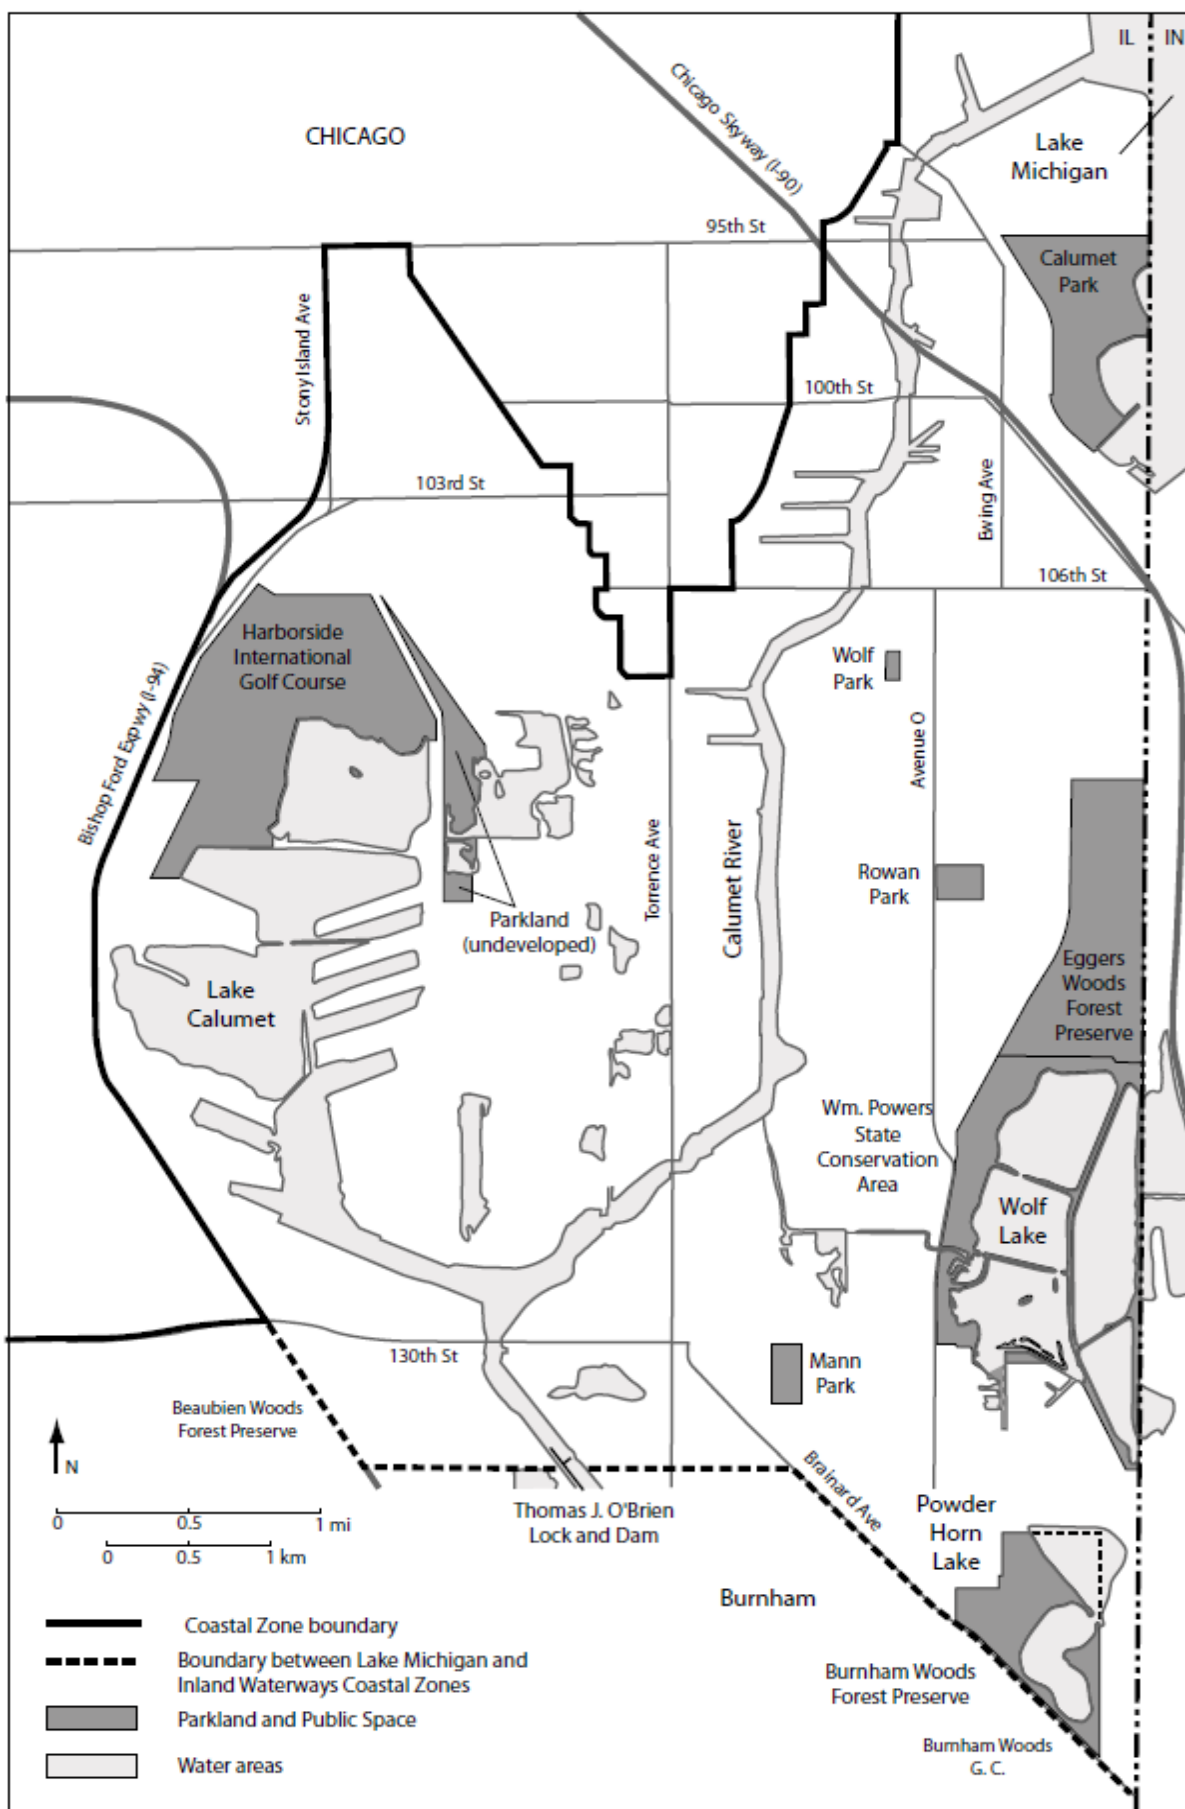 IL
IN
Chicago Skyway (I-90)
CHICAGO
Lake
Michigan
95th St
Calumet
Park
Stony Island Ave
100th St
103rd St
Ewing Ave
106th St
Harborside
International
Golf Course
Wolf
Park
Bishop Ford Expwy (I-94)
Avenue O
Torrence Ave
Calumet River
Rowan
Park
Parkland
(undeveloped)
Eggers
Woods
Forest
Preserve
Lake
Calumet
Wm. Powers
State
Conservation
Area
Wolf
Lake
130th St
Mann
Park
Beaubien Woods
Forest Preserve
N
Brainard Ave
Thomas J. O'Brien
Lock and Dam
Powder
Horn
Lake
0 0.5 1 mi
0 0.5 1 km
Burnham
Coastal Zone boundary
Boundary between Lake Michigan and
Inland Waterways Coastal Zones
Parkland and Public Space
Water areas
Burnham Woods
Forest Preserve
Burnham Woods
G. C.